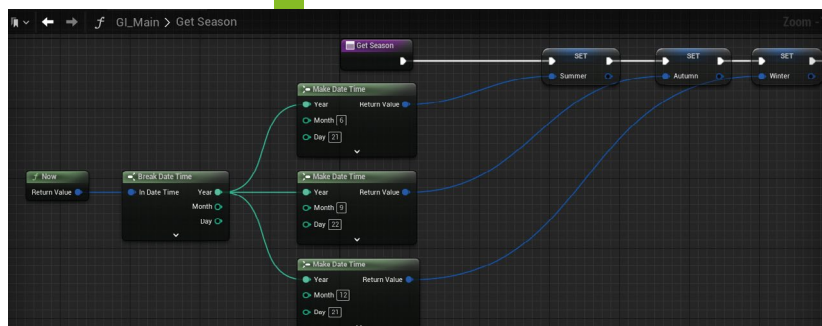 GI_Main > Get Season
Zoom -
Get Season
SET
Summer
SET
Autumn
SET
Winter
Make Date Time
Year Return Value
Month 6
Day 21
Now
Return Value
Break Date Time
In Date Time Year
Month
Day
Make Date Time
Year Return Value
Month 9
Day 22
Make Date Time
Year Return Value
Month 12
Day 21